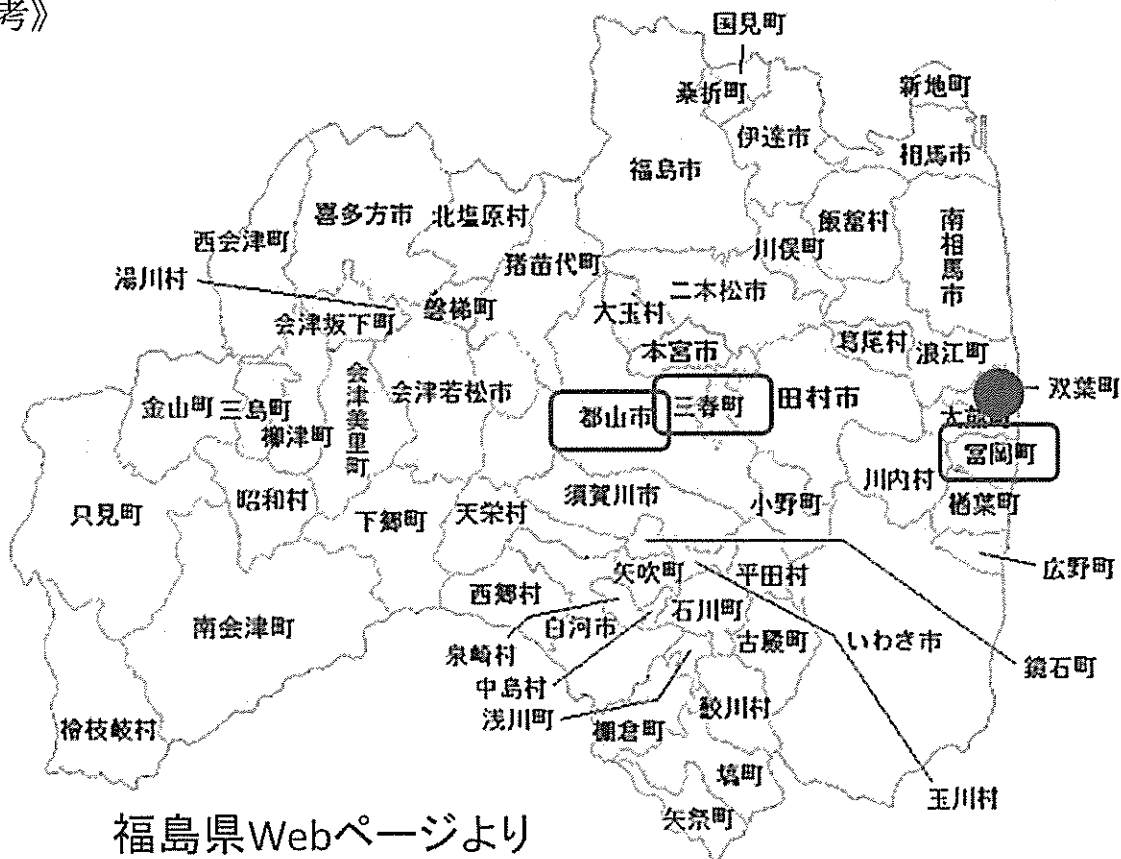 考》
国見町
桑折町
新地町
伊達市
相馬市
福島市
喜多方市
北塩原村
飯舘村
南相馬市
西会津町
川俣町
猪苗代町
湯川村
二本松市
磐梯町
大玉村
会津坂下町
本宮市
葛尾村
浪江町
会津美里町
会津若松市
双葉町
金山町
三島町
郡山市
三春町
田村市
柳津町
富岡町
川内村
昭和村
須賀川市
小野町
楢葉町
只見町
下郷町
天栄村
広野町
矢吹町
平田村
西郷村
石川町
白河市
南会津町
古殿町
いわき市
泉崎村
鏡石町
中島村
浅川町
鮫川村
檜枝岐村
棚倉町
塙町
玉川村
矢祭町
福島県Webページより